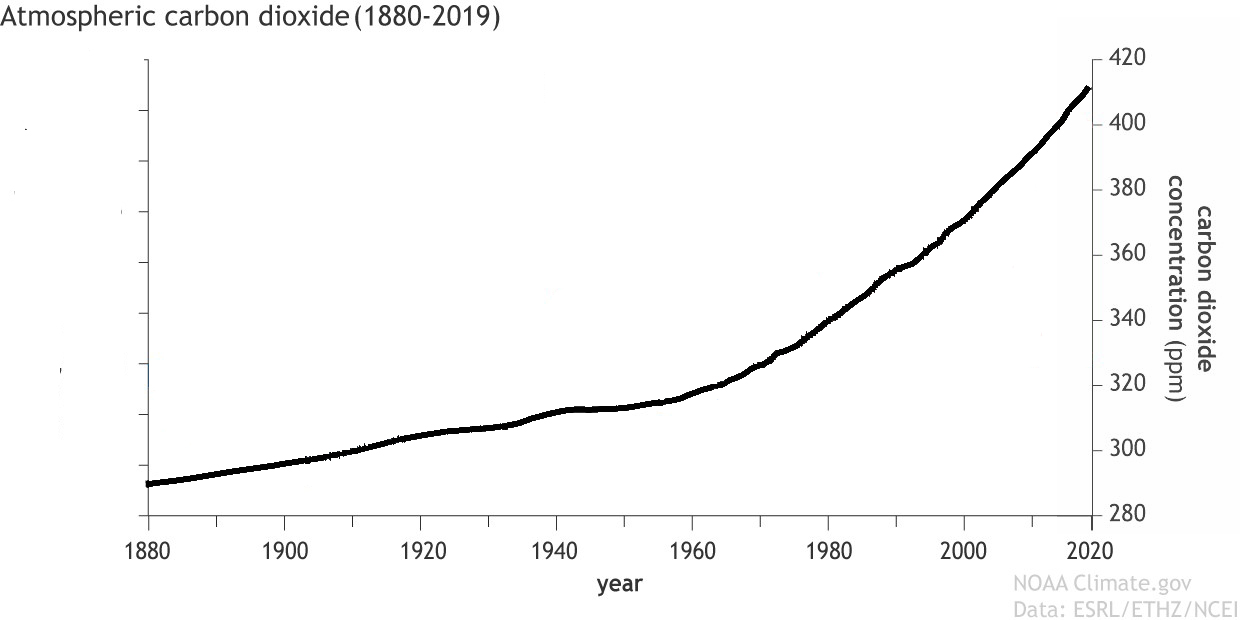 Atmospheric carbon dioxide (1880-2019)
420
400
380
360
340
320
300
280
carbon dioxide
concentration (ppm)
1880 1900 1920 1940 1960 1980 2000 2020
year
NOAA Climate.gov
Data: ESRL/ETHZ/NCEI